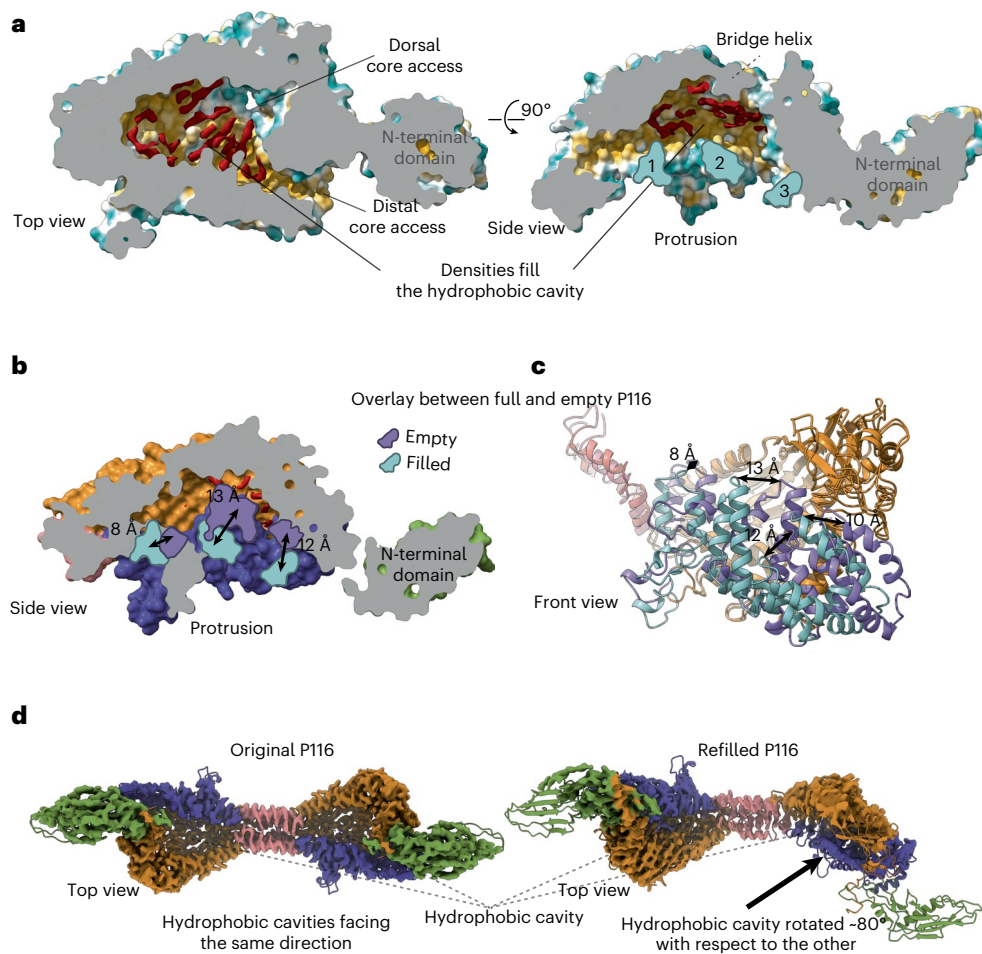 a
Dorsal
core access
Bridge helix
90°
N-terminal
domain
N-terminal
domain
1
2
3
Top view
Distal
core access
Side view
Protrusion
Densities fill
the hydrophobic cavity
b
c
Overlay between full and empty P116
Empty
Filled
13 Å
8 Å
12 Å
N-terminal
domain
Side view
Protrusion
8 Å
13 Å
10 Å
12 Å
Front view
d
Original P116
Refilled P116
Top view
Top view
Hydrophobic cavities facing
the same direction
Hydrophobic cavity
Hydrophobic cavity rotated ~80°
with respect to the other